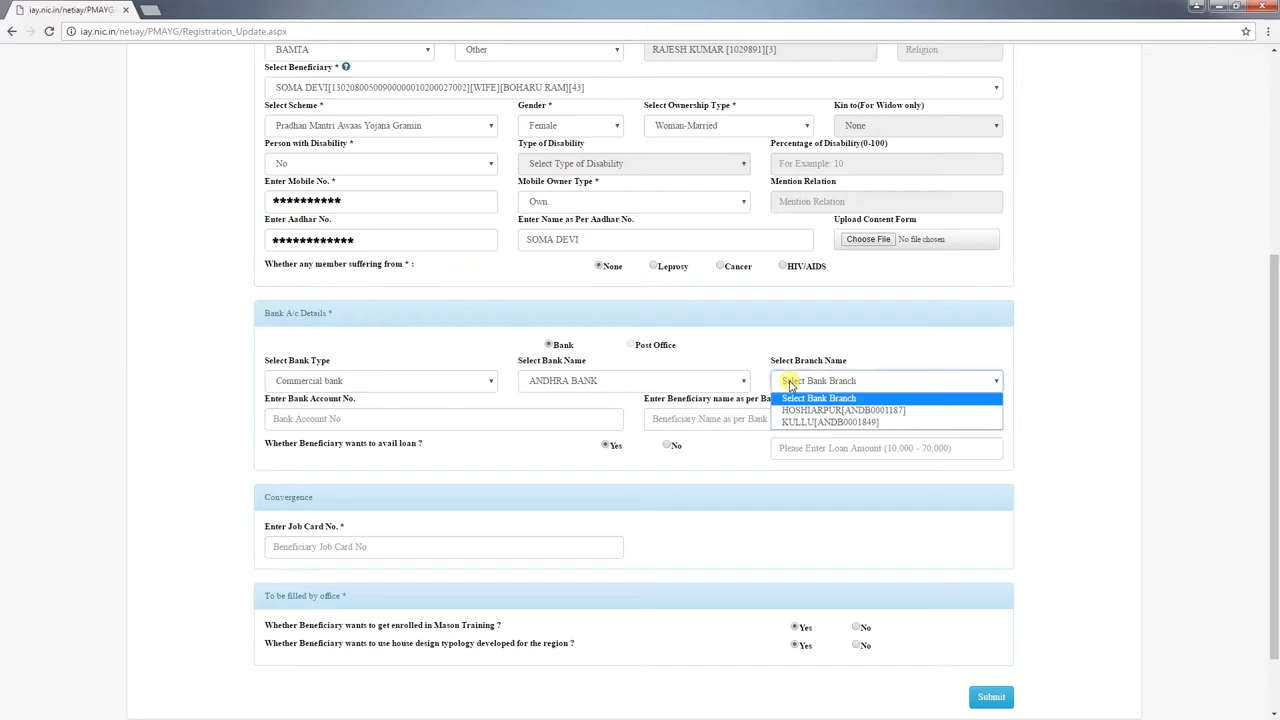 iay.nic.in/netiay/PMAYG/
iay.nic.in/netiay/PMAYG/Registration_Update.aspx
BAMTA Other RAJESH KUMAR [1029891][3] Religion
Select Beneficiary *
SOMA DEVI[130208005009000000010200027002][WIFE][BOHARU RAM][43]
Select Scheme * Gender * Select Ownership Type * Kin to(For Widow only)
Pradhan Mantri Awaas Yojana Gramin Female Woman-Married None
Person with Disability * Type of Disability Percentage of Disability(0-100)
No Select Type of Disability For Example: 10
Enter Mobile No. * Mobile Owner Type * Mention Relation
********** Own Mention Relation
Enter Aadhar No. Enter Name as Per Aadhar No. Upload Consent Form
************ SOMA DEVI Choose File No file chosen
Whether any member suffering from * : None Leprosy Cancer HIV/AIDS
Bank A/c Details *
Bank Post Office
Select Bank Type Select Bank Name Select Branch Name
Commercial bank ANDHRA BANK Select Bank Branch
Enter Bank Account No. Enter Beneficiary name as per Ba Select Bank Branch
HOSHIARPUR[ANDB0001187]
Bank Account No Beneficiary Name as per Bank KULLU[ANDB0001849]
Whether Beneficiary wants to avail loan ? Yes No Please Enter Loan Amount (10,000 - 70,000)
Convergence
Enter Job Card No. *
Beneficiary Job Card No
To be filled by office *
Whether Beneficiary wants to get enrolled in Mason Training ? Yes No
Whether Beneficiary wants to use house design typology developed for the region ? Yes No
Submit